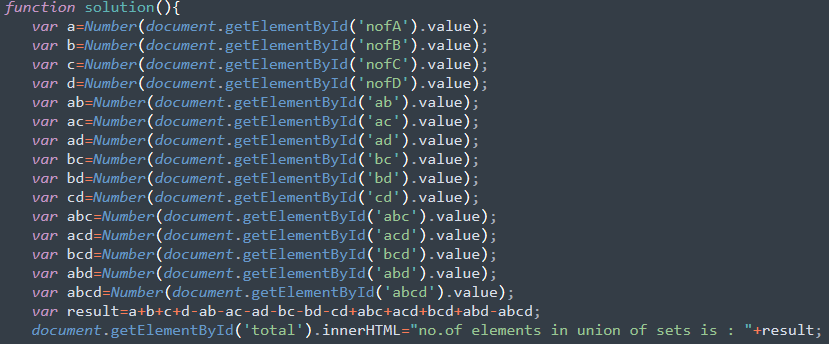 function solution(){
var a=Number(document.getElementById('nofA').value);
var b=Number(document.getElementById('nofB').value);
var c=Number(document.getElementById('nofC').value);
var d=Number(document.getElementById('nofD').value);
var ab=Number(document.getElementById('ab').value);
var ac=Number(document.getElementById('ac').value);
var ad=Number(document.getElementById('ad').value);
var bc=Number(document.getElementById('bc').value);
var bd=Number(document.getElementById('bd').value);
var cd=Number(document.getElementById('cd').value);
var abc=Number(document.getElementById('abc').value);
var acd=Number(document.getElementById('acd').value);
var bcd=Number(document.getElementById('bcd').value);
var abd=Number(document.getElementById('abd').value);
var abcd=Number(document.getElementById('abcd').value);
var result=a+b+c+d-ab-ac-ad-bc-bd-cd+abc+acd+bcd+abd-abcd;
document.getElementById('total').innerHTML="no.of elements in union of sets is : "+result;